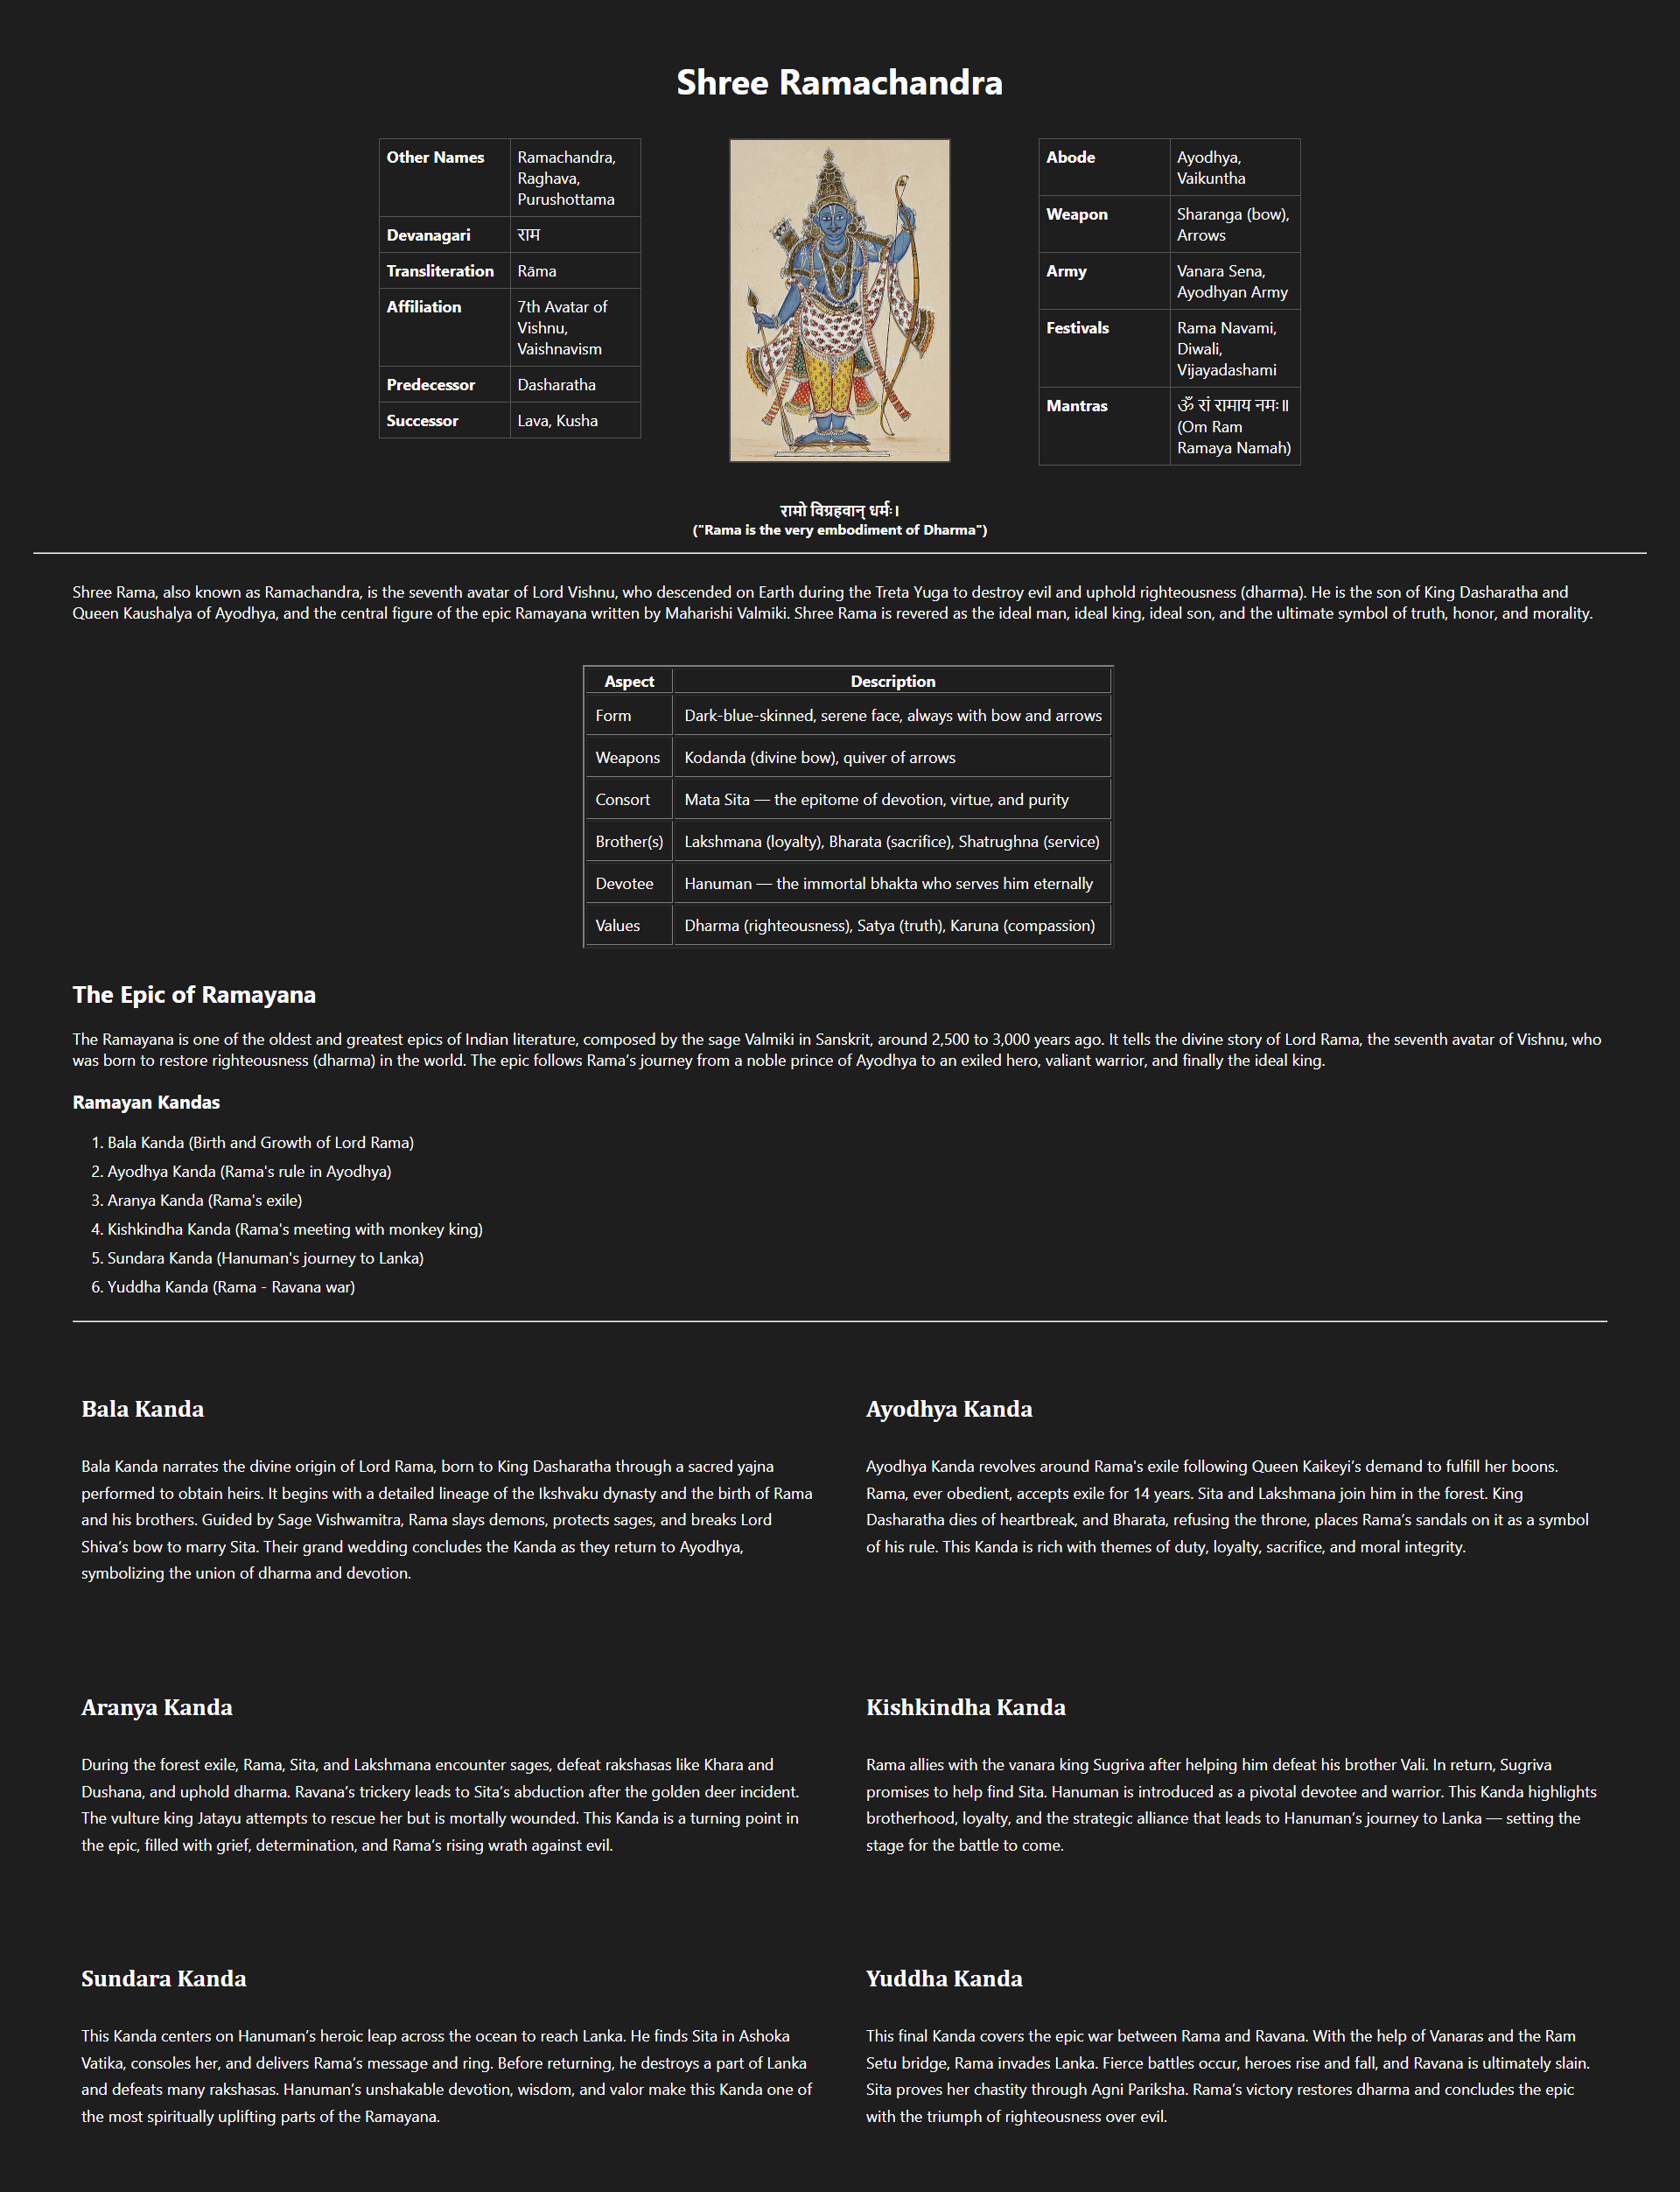 Shree Ramachandra
Other Names
Ramachandra,
Raghava,
Purushottama
Devanagari
राम
Transliteration
Rāma
Affiliation
7th Avatar of
Vishnu,
Vaishnavism
Predecessor
Dasharatha
Successor
Lava, Kusha
Abode
Ayodhya,
Vaikuntha
Weapon
Sharanga (bow),
Arrows
Army
Vanara Sena,
Ayodhyan Army
Festivals
Rama Navami,
Diwali,
Vijayadashami
Mantras
ॐ रां रामाय नमः॥
(Om Ram
Ramaya Namah)
रामो विग्रहवान् धर्मः।
("Rama is the very embodiment of Dharma")
Shree Rama, also known as Ramachandra, is the seventh avatar of Lord Vishnu, who descended on Earth during the Treta Yuga to destroy evil and uphold righteousness (dharma). He is the son of King Dasharatha and
Queen Kaushalya of Ayodhya, and the central figure of the epic Ramayana written by Maharishi Valmiki. Shree Rama is revered as the ideal man, ideal king, ideal son, and the ultimate symbol of truth, honor, and morality.
Aspect Description
Form Dark-blue-skinned, serene face, always with bow and arrows
Weapons Kodanda (divine bow), quiver of arrows
Consort Mata Sita — the epitome of devotion, virtue, and purity
Brother(s) Lakshmana (loyalty), Bharata (sacrifice), Shatrughna (service)
Devotee Hanuman — the immortal bhakta who serves him eternally
Values Dharma (righteousness), Satya (truth), Karuna (compassion)
The Epic of Ramayana
The Ramayana is one of the oldest and greatest epics of Indian literature, composed by the sage Valmiki in Sanskrit, around 2,500 to 3,000 years ago. It tells the divine story of Lord Rama, the seventh avatar of Vishnu, who
was born to restore righteousness (dharma) in the world. The epic follows Rama’s journey from a noble prince of Ayodhya to an exiled hero, valiant warrior, and finally the ideal king.
Ramayan Kandas
1. Bala Kanda (Birth and Growth of Lord Rama)
2. Ayodhya Kanda (Rama's rule in Ayodhya)
3. Aranya Kanda (Rama's exile)
4. Kishkindha Kanda (Rama's meeting with monkey king)
5. Sundara Kanda (Hanuman's journey to Lanka)
6. Yuddha Kanda (Rama - Ravana war)
Bala Kanda
Bala Kanda narrates the divine origin of Lord Rama, born to King Dasharatha through a sacred yajna
performed to obtain heirs. It begins with a detailed lineage of the Ikshvaku dynasty and the birth of Rama
and his brothers. Guided by Sage Vishwamitra, Rama slays demons, protects sages, and breaks Lord
Shiva’s bow to marry Sita. Their grand wedding concludes the Kanda as they return to Ayodhya,
symbolizing the union of dharma and devotion.
Ayodhya Kanda
Ayodhya Kanda revolves around Rama's exile following Queen Kaikeyi’s demand to fulfill her boons.
Rama, ever obedient, accepts exile for 14 years. Sita and Lakshmana join him in the forest. King
Dasharatha dies of heartbreak, and Bharata, refusing the throne, places Rama’s sandals on it as a symbol
of his rule. This Kanda is rich with themes of duty, loyalty, sacrifice, and moral integrity.
Aranya Kanda
During the forest exile, Rama, Sita, and Lakshmana encounter sages, defeat rakshasas like Khara and
Dushana, and uphold dharma. Ravana’s trickery leads to Sita’s abduction after the golden deer incident.
The vulture king Jatayu attempts to rescue her but is mortally wounded. This Kanda is a turning point in
the epic, filled with grief, determination, and Rama’s rising wrath against evil.
Kishkindha Kanda
Rama allies with the vanara king Sugriva after helping him defeat his brother Vali. In return, Sugriva
promises to help find Sita. Hanuman is introduced as a pivotal devotee and warrior. This Kanda highlights
brotherhood, loyalty, and the strategic alliance that leads to Hanuman’s journey to Lanka — setting the
stage for the battle to come.
Sundara Kanda
This Kanda centers on Hanuman’s heroic leap across the ocean to reach Lanka. He finds Sita in Ashoka
Vatika, consoles her, and delivers Rama’s message and ring. Before returning, he destroys a part of Lanka
and defeats many rakshasas. Hanuman’s unshakable devotion, wisdom, and valor make this Kanda one of
the most spiritually uplifting parts of the Ramayana.
Yuddha Kanda
This final Kanda covers the epic war between Rama and Ravana. With the help of Vanaras and the Ram
Setu bridge, Rama invades Lanka. Fierce battles occur, heroes rise and fall, and Ravana is ultimately slain.
Sita proves her chastity through Agni Pariksha. Rama’s victory restores dharma and concludes the epic
with the triumph of righteousness over evil.